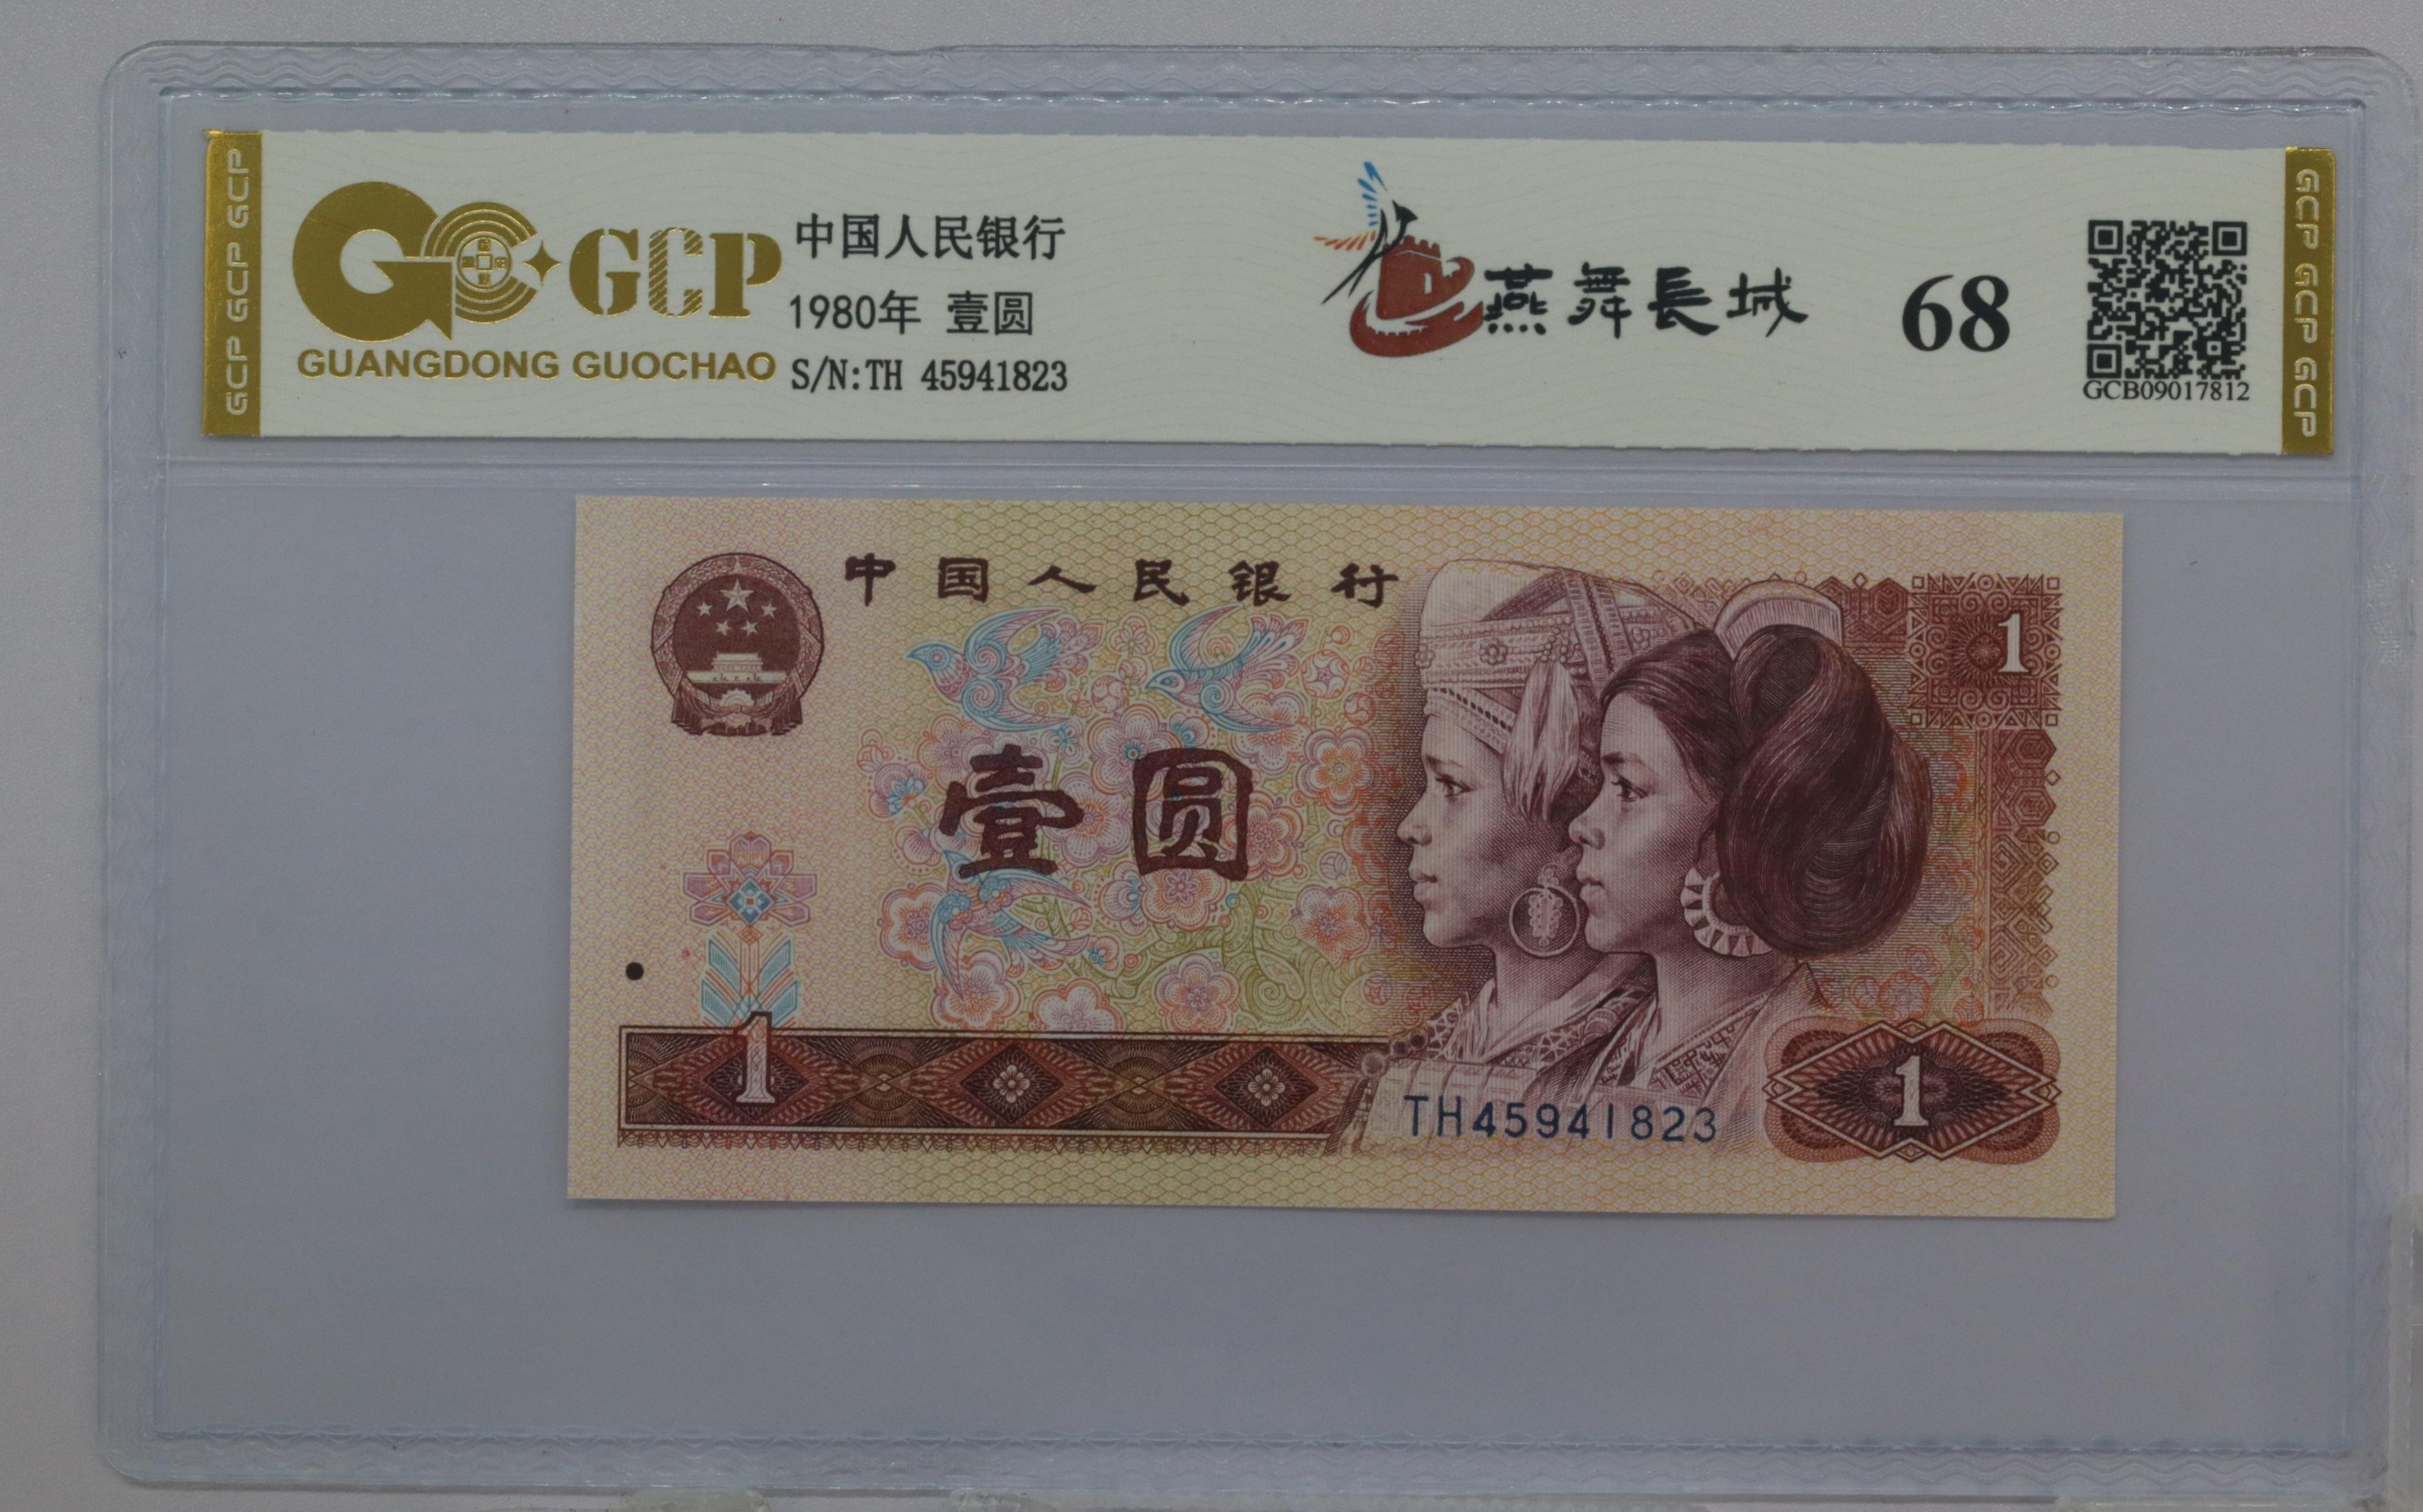 GCP GCP GCP
GCP
GUANGDONG GUOCHAO
中国人民银行
1980年 壹圆
S/N:TH 45941823
燕舞長城
68
GCB09017812
GCP GCP GCP
中国人民银行
1
壹圆
1
TH45941823
1